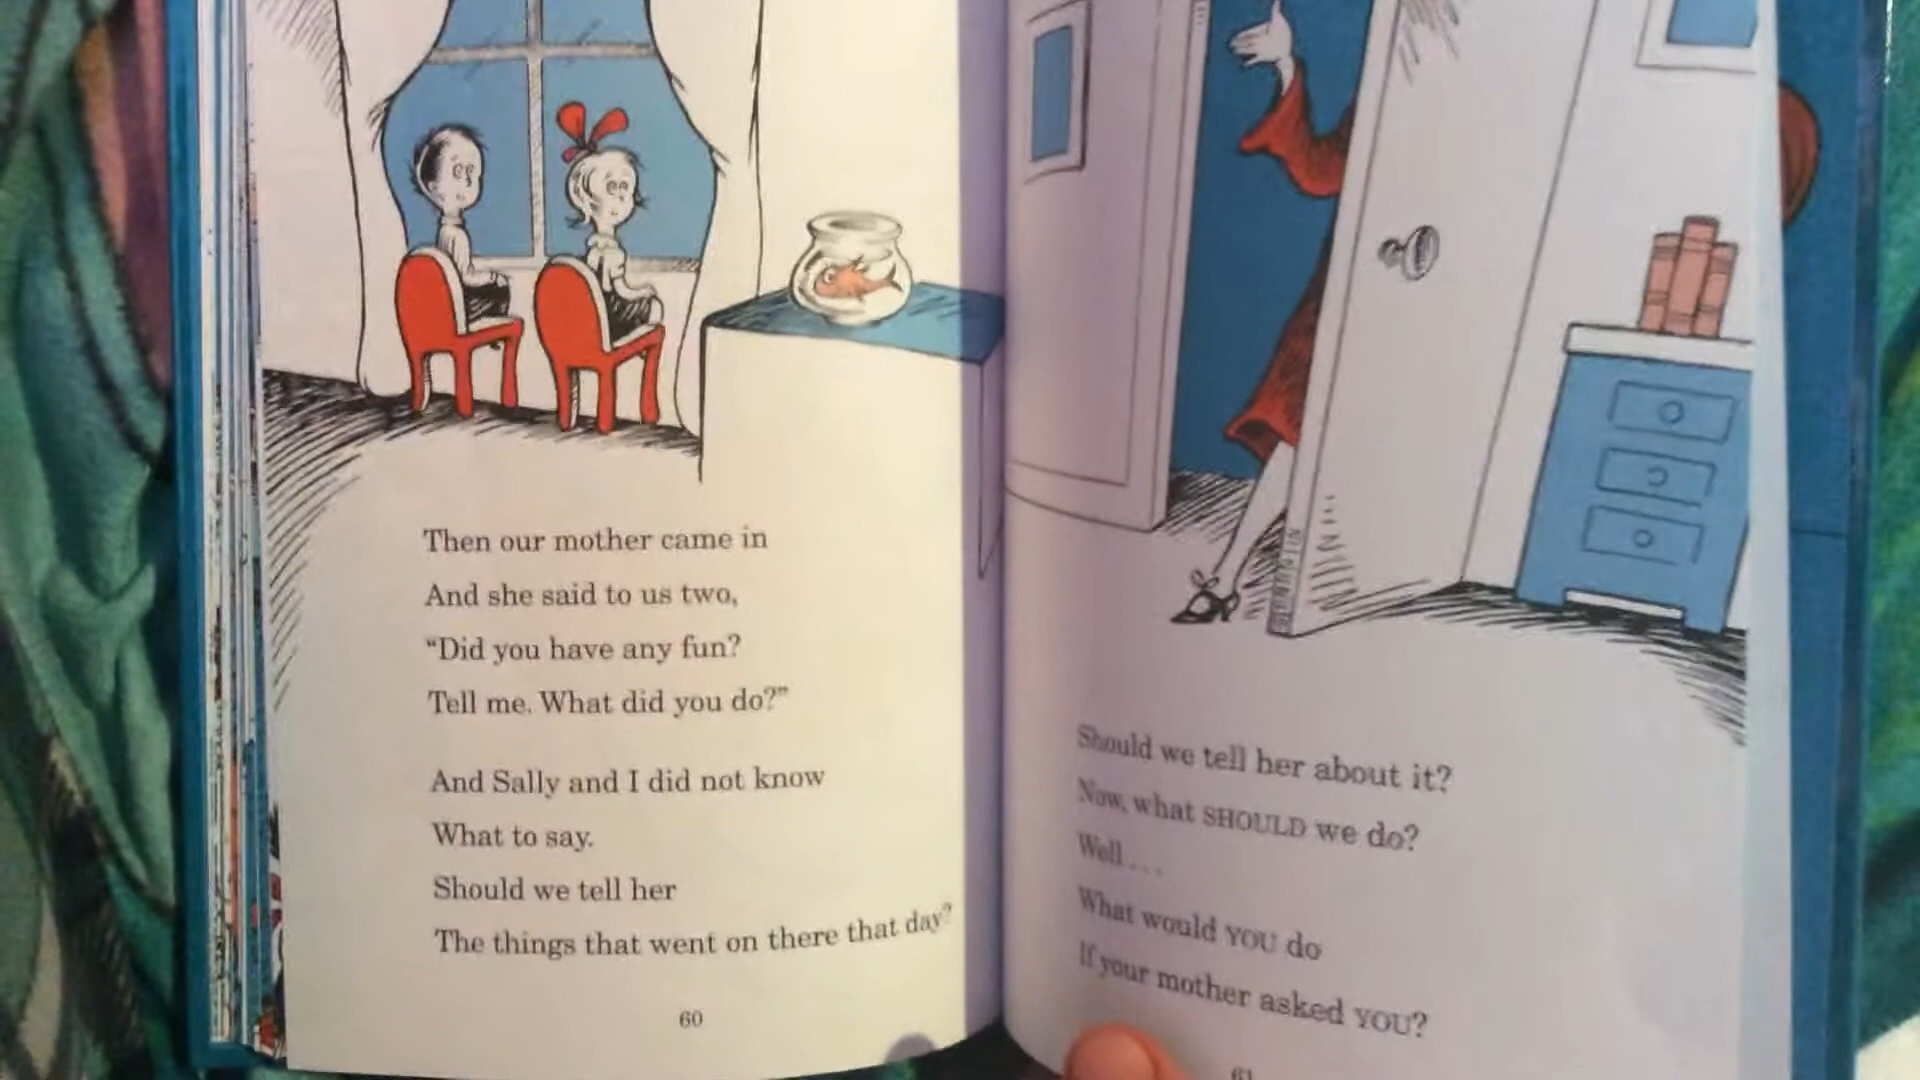 Then our mother came in
And she said to us two,
“Did you have any fun?
Tell me. What did you do?”
And Sally and I did not know
What to say.
Should we tell her
The things that went on there that day?
60
Should we tell her about it?
Now, what SHOULD we do?
Well . . .
What would YOU do
If your mother asked YOU?
61